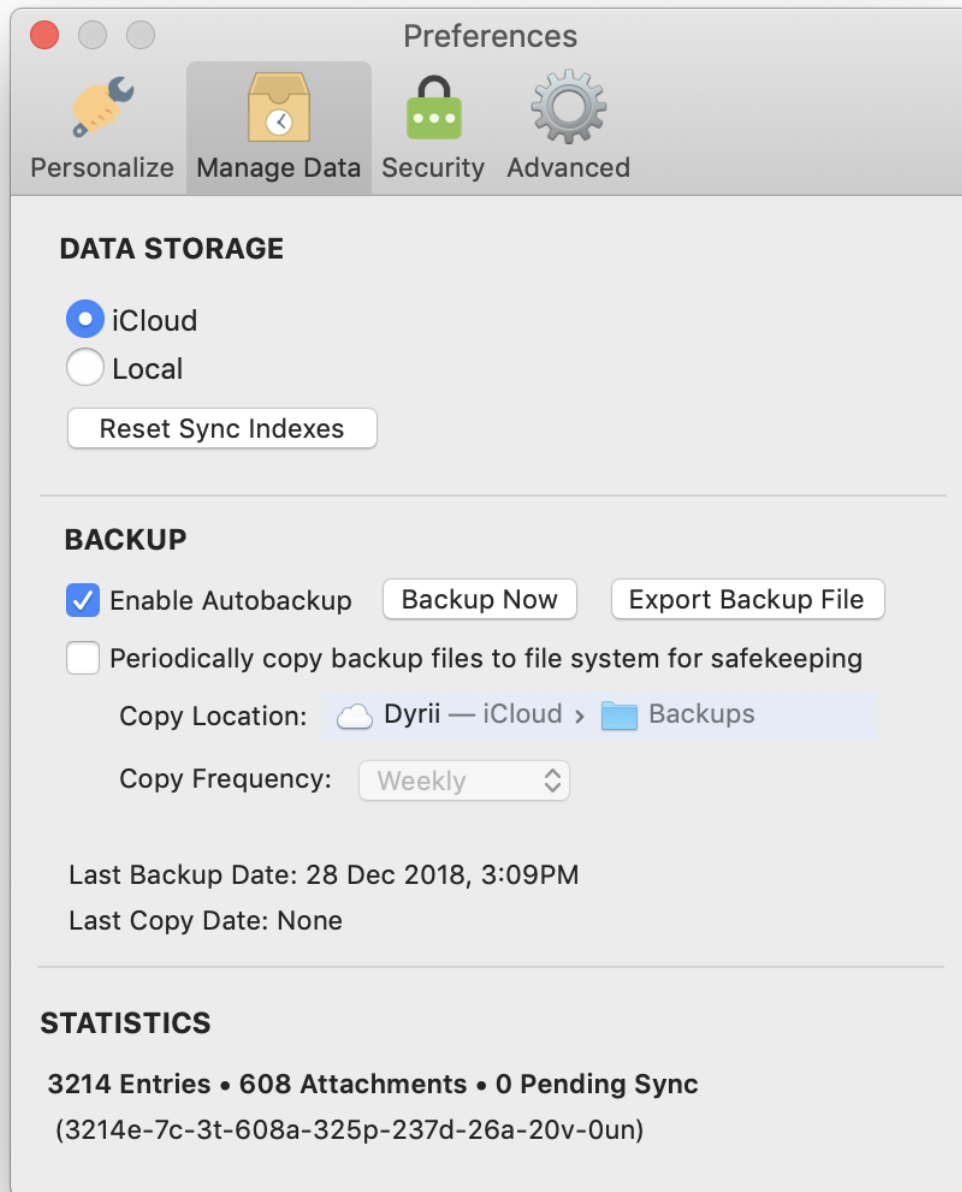 Preferences
Personalize Manage Data Security Advanced
DATA STORAGE
iCloud
Local
Reset Sync Indexes
BACKUP
Enable Autobackup Backup Now Export Backup File
Periodically copy backup files to file system for safekeeping
Copy Location: Dyrii — iCloud › Backups
Copy Frequency: Weekly
Last Backup Date: 28 Dec 2018, 3:09PM
Last Copy Date: None
STATISTICS
3214 Entries • 608 Attachments • 0 Pending Sync
(3214e-7c-3t-608a-325p-237d-26a-20v-0un)